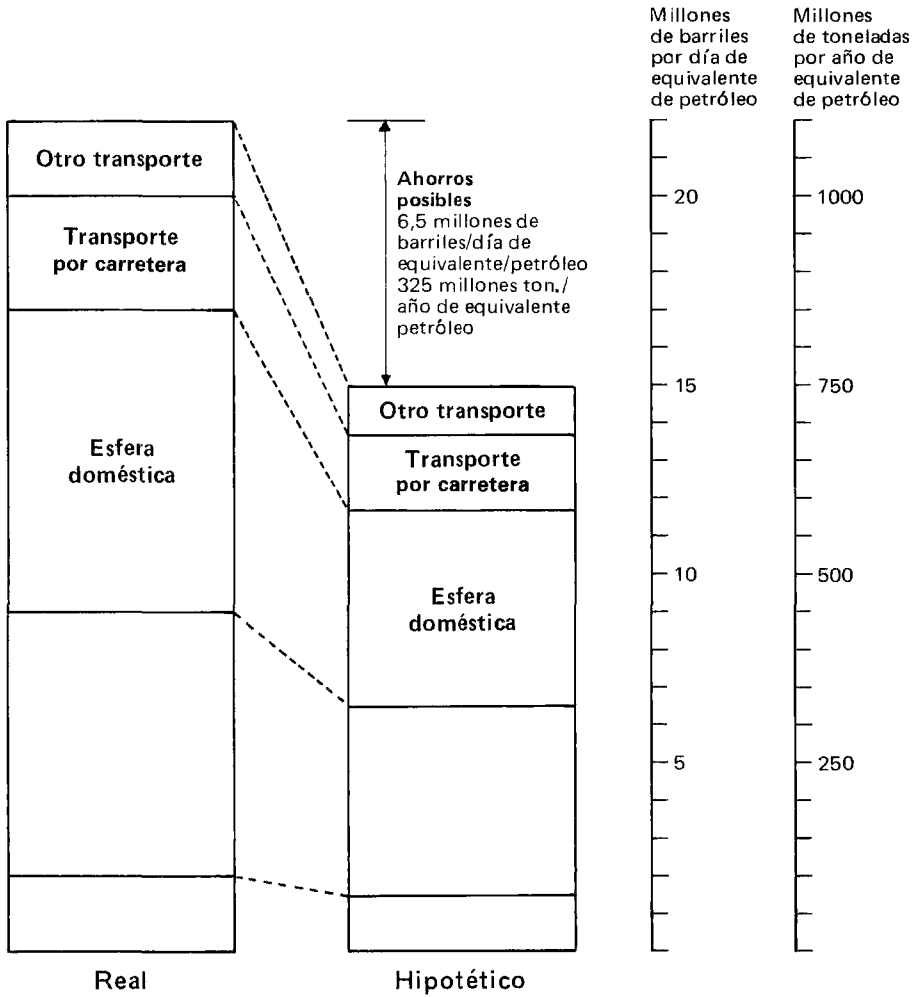 Millones
de barriles
por día de
equivalente
de petróleo
Millones
de toneladas
por año de
equivalente
de petróleo
Otro transporte
Transporte
por carretera
Esfera
doméstica
Ahorros
posibles
6,5 millones de
barriles/día de
equivalente/petróleo
325 millones ton./
año de equivalente
petróleo
Otro transporte
Transporte
por carretera
Esfera
doméstica
20
15
10
5
1000
750
500
250
Real
Hipotético